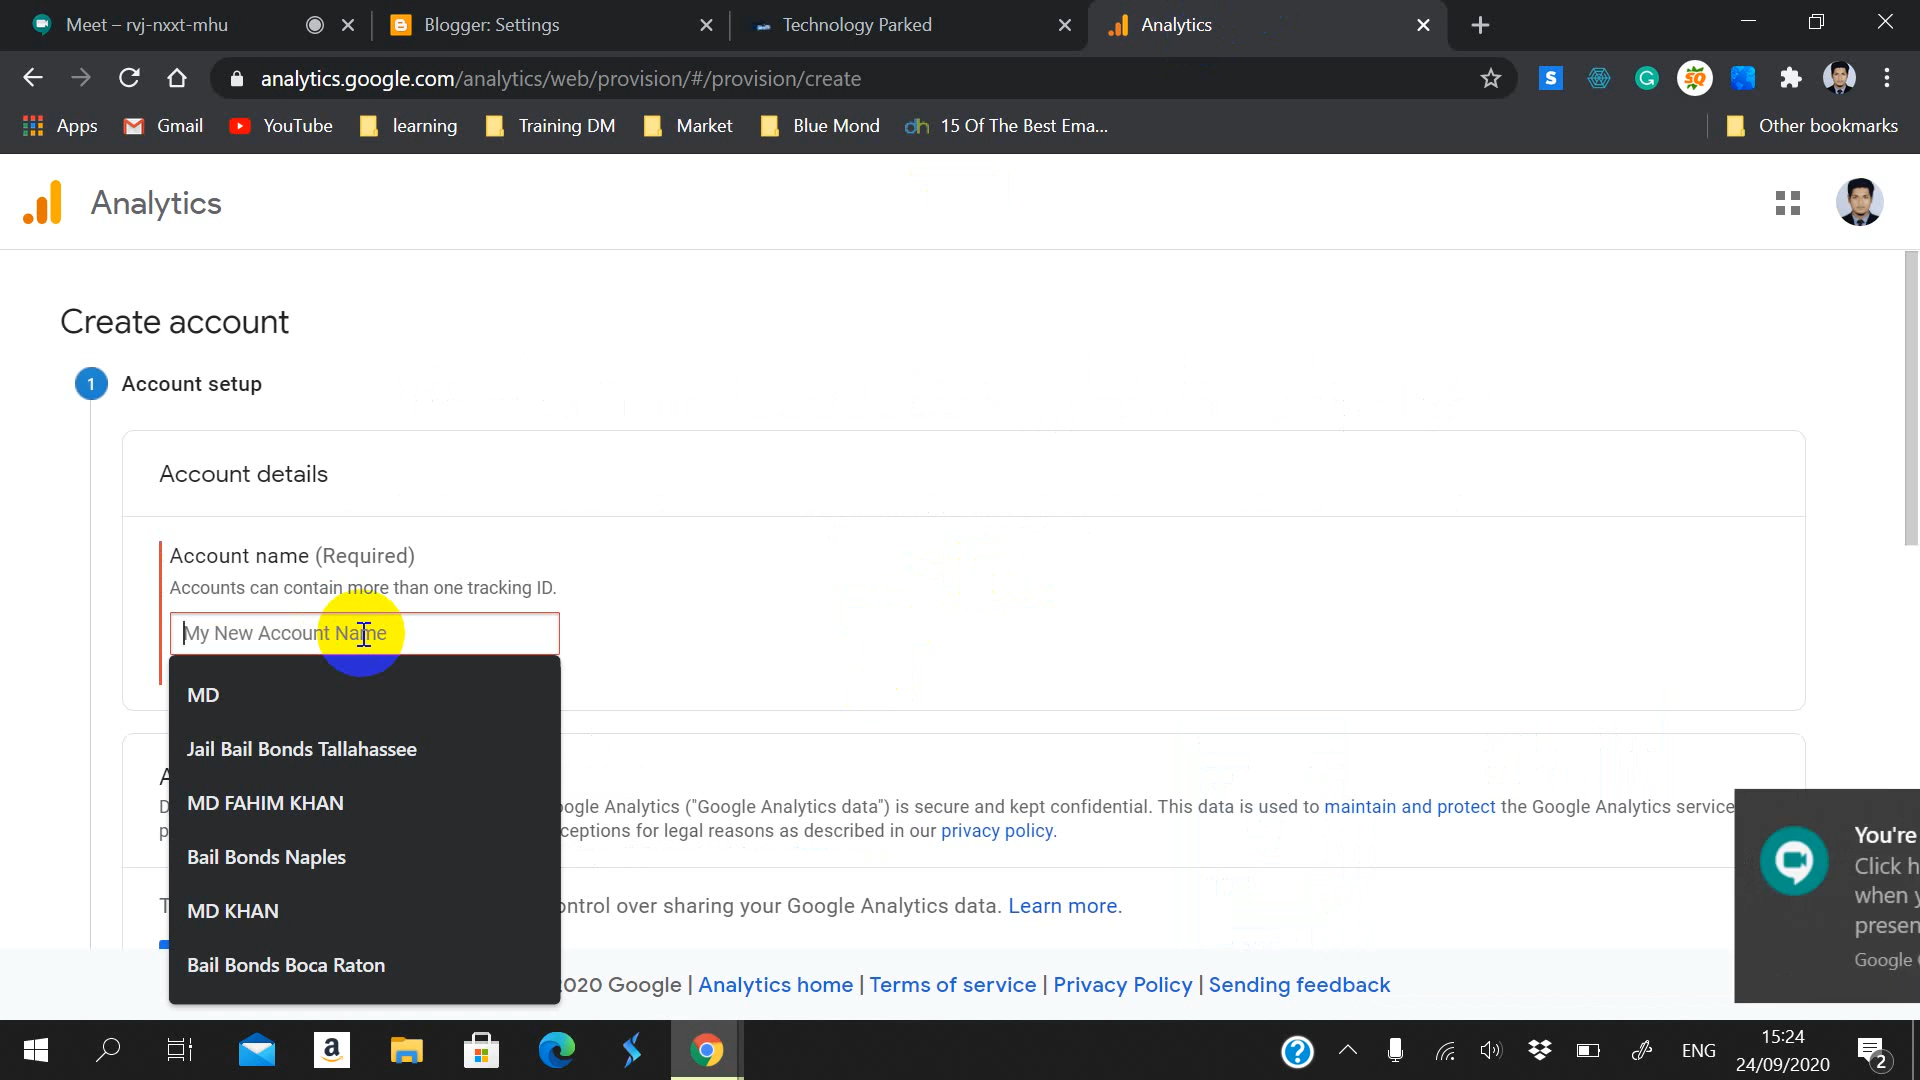 Meet – rvj-nxxt-mhu
Blogger: Settings
Technology Parked
Analytics
analytics.google.com/analytics/web/provision/#/provision/create
Apps
Gmail
YouTube
learning
Training DM
Market
Blue Mond
15 Of The Best Ema...
Other bookmarks
Analytics
Create account
1 Account setup
Account details
Account name (Required)
Accounts can contain more than one tracking ID.
My New Account Name
MD
Jail Bail Bonds Tallahassee
MD FAHIM KHAN
Bail Bonds Naples
MD KHAN
Bail Bonds Boca Raton
oogle Analytics ("Google Analytics data") is secure and kept confidential. This data is used to maintain and protect the Google Analytics service
ceptions for legal reasons as described in our privacy policy.
ontrol over sharing your Google Analytics data. Learn more.
2020 Google | Analytics home | Terms of service | Privacy Policy | Sending feedback
You're
Click h
when y
presen
Google
ENG
15:24
24/09/2020
2